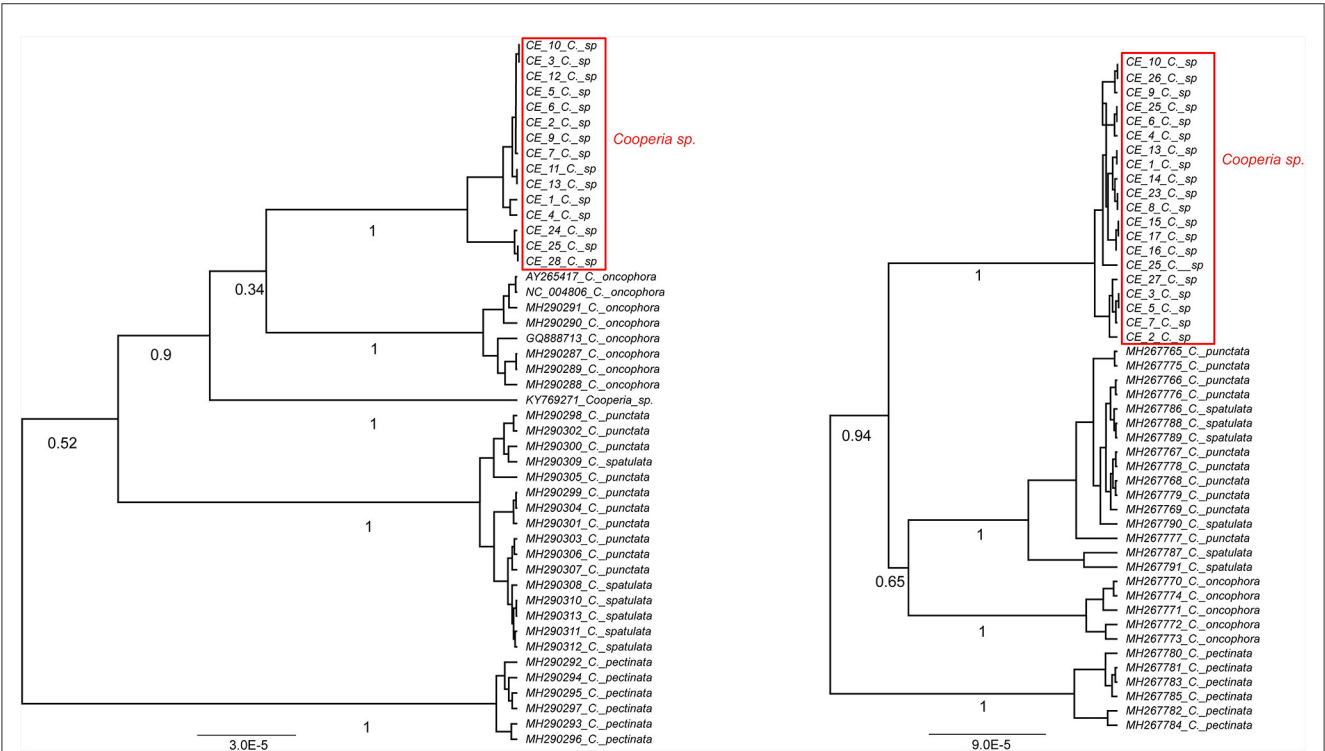 CE_10_C._sp
CE_3_C._sp
CE_12_C._sp
CE_5_C._sp
CE_6_C._sp
CE_2_C._sp
CE_9_C._sp
CE_7_C._sp
CE_11_C._sp
CE_13_C._sp
CE_1_C._sp
CE_4_C._sp
CE_24_C._sp
CE_25_C._sp
CE_28_C._sp
Cooperia sp.
AY265417_C._oncophora
NC_004806_C._oncophora
MH290291_C._oncophora
MH290290_C._oncophora
GQ888713_C._oncophora
MH290287_C._oncophora
MH290289_C._oncophora
MH290288_C._oncophora
KY769271_Cooperia_sp.
MH290298_C._punctata
MH290302_C._punctata
MH290300_C._punctata
MH290309_C._spatulata
MH290305_C._punctata
MH290299_C._punctata
MH290304_C._punctata
MH290301_C._punctata
MH290303_C._punctata
MH290306_C._punctata
MH290307_C._punctata
MH290308_C._spatulata
MH290310_C._spatulata
MH290313_C._spatulata
MH290311_C._spatulata
MH290312_C._spatulata
MH290292_C._pectinata
MH290294_C._pectinata
MH290295_C._pectinata
MH290297_C._pectinata
MH290293_C._pectinata
MH290296_C._pectinata
1
0.34
1
0.9
1
0.52
1
1
3.0E-5
CE_10_C._sp
CE_26_C._sp
CE_9_C._sp
CE_25_C._sp
CE_6_C._sp
CE_4_C._sp
CE_13_C._sp
CE_1_C._sp
CE_14_C._sp
CE_23_C._sp
CE_8_C._sp
CE_15_C._sp
CE_17_C._sp
CE_16_C._sp
CE_25_C.__sp
CE_27_C._sp
CE_3_C._sp
CE_5_C._sp
CE_7_C._sp
CE_2_C._sp
Cooperia sp.
MH267765_C._punctata
MH267775_C._punctata
MH267766_C._punctata
MH267776_C._punctata
MH267786_C._spatulata
MH267788_C._spatulata
MH267789_C._spatulata
MH267767_C._punctata
MH267778_C._punctata
MH267768_C._punctata
MH267779_C._punctata
MH267769_C._punctata
MH267790_C._spatulata
MH267777_C._punctata
MH267787_C._spatulata
MH267791_C._spatulata
MH267770_C._oncophora
MH267774_C._oncophora
MH267771_C._oncophora
MH267772_C._oncophora
MH267773_C._oncophora
MH267780_C._pectinata
MH267781_C._pectinata
MH267783_C._pectinata
MH267785_C._pectinata
MH267782_C._pectinata
MH267784_C._pectinata
1
0.94
1
0.65
1
1
9.0E-5